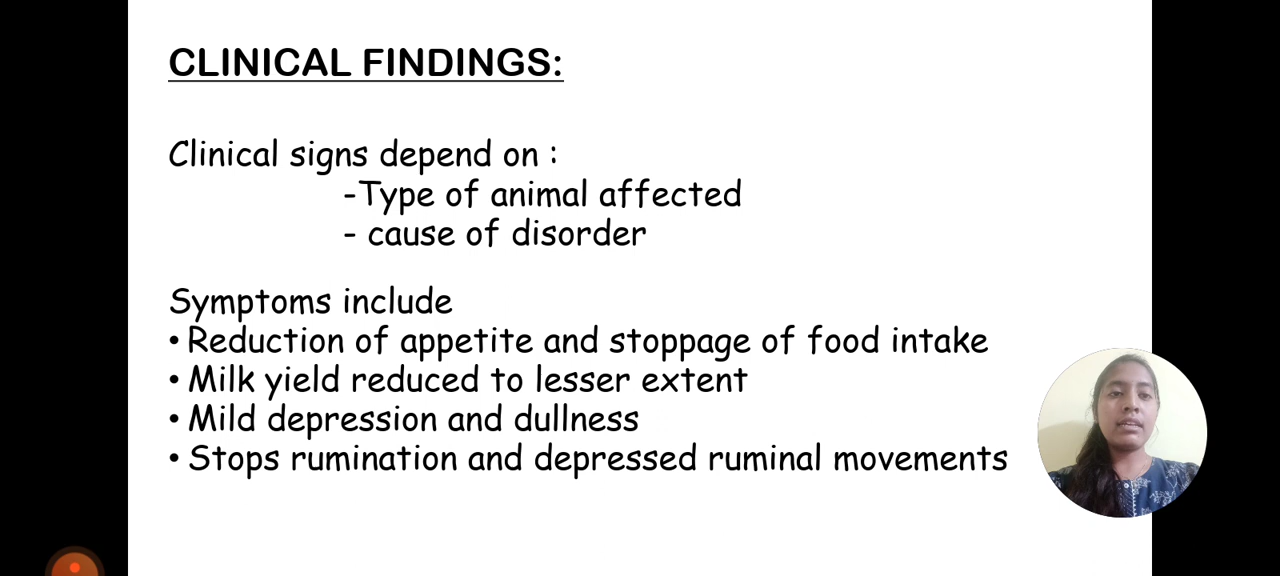 CLINICAL FINDINGS:
Clinical signs depend on :
-Type of animal affected
- cause of disorder
Symptoms include
• Reduction of appetite and stoppage of food intake
• Milk yield reduced to lesser extent
• Mild depression and dullness
• Stops rumination and depressed ruminal movements